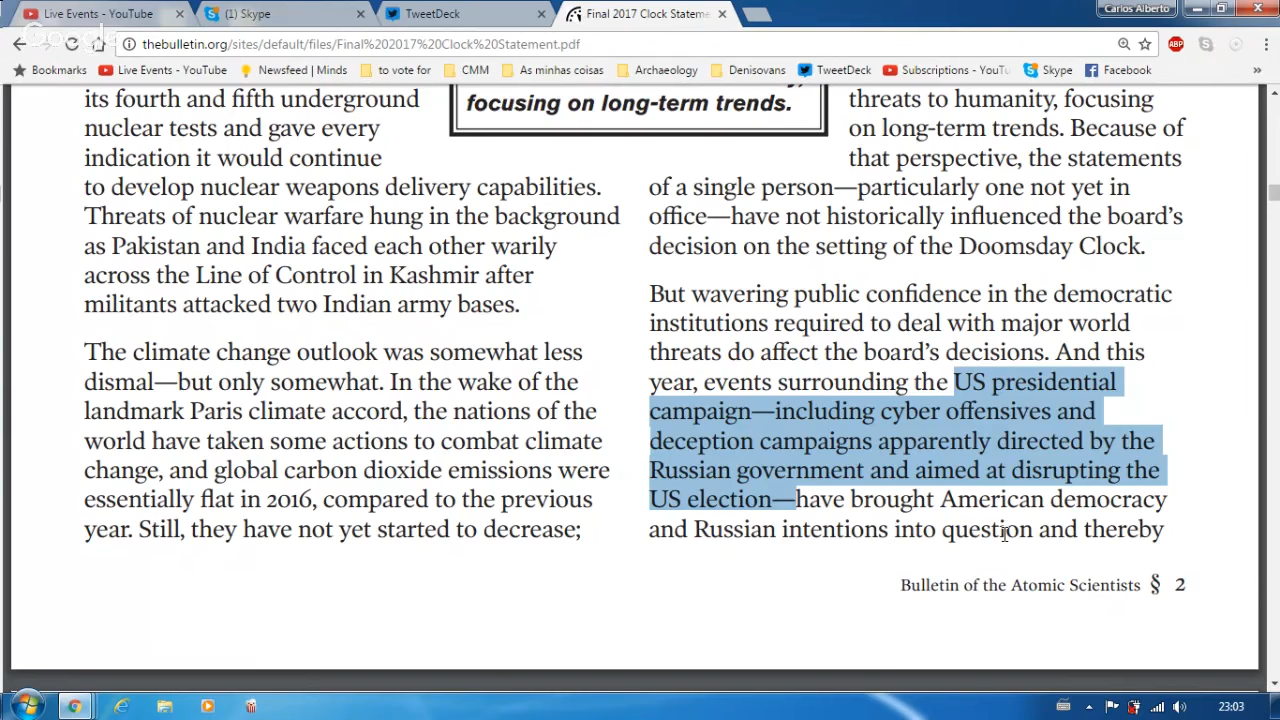 Live Events - YouTube
(1) Skype
TweetDeck
Final 2017 Clock Stateme
Carlos Alberto
Google
thebulletin.org/sites/default/files/Final%202017%20Clock%20Statement.pdf
ABP
Bookmarks
Live Events - YouTube
Newsfeed | Minds
to vote for
CMM
As minhas coisas
Archaeology
Denisovans
TweetDeck
Subscriptions - YouTu
Skype
Facebook
»
its fourth and fifth underground
nuclear tests and gave every
indication it would continue
to develop nuclear weapons delivery capabilities.
Threats of nuclear warfare hung in the background
as Pakistan and India faced each other warily
across the Line of Control in Kashmir after
militants attacked two Indian army bases.
The climate change outlook was somewhat less
dismal—but only somewhat. In the wake of the
landmark Paris climate accord, the nations of the
world have taken some actions to combat climate
change, and global carbon dioxide emissions were
essentially flat in 2016, compared to the previous
year. Still, they have not yet started to decrease;
focusing on long-term trends.
threats to humanity, focusing
on long-term trends. Because of
that perspective, the statements
of a single person—particularly one not yet in
office—have not historically influenced the board's
decision on the setting of the Doomsday Clock.
But wavering public confidence in the democratic
institutions required to deal with major world
threats do affect the board's decisions. And this
year, events surrounding the US presidential
campaign—including cyber offensives and
deception campaigns apparently directed by the
Russian government and aimed at disrupting the
US election—have brought American democracy
and Russian intentions into question and thereby
Bulletin of the Atomic Scientists § 2
23:03